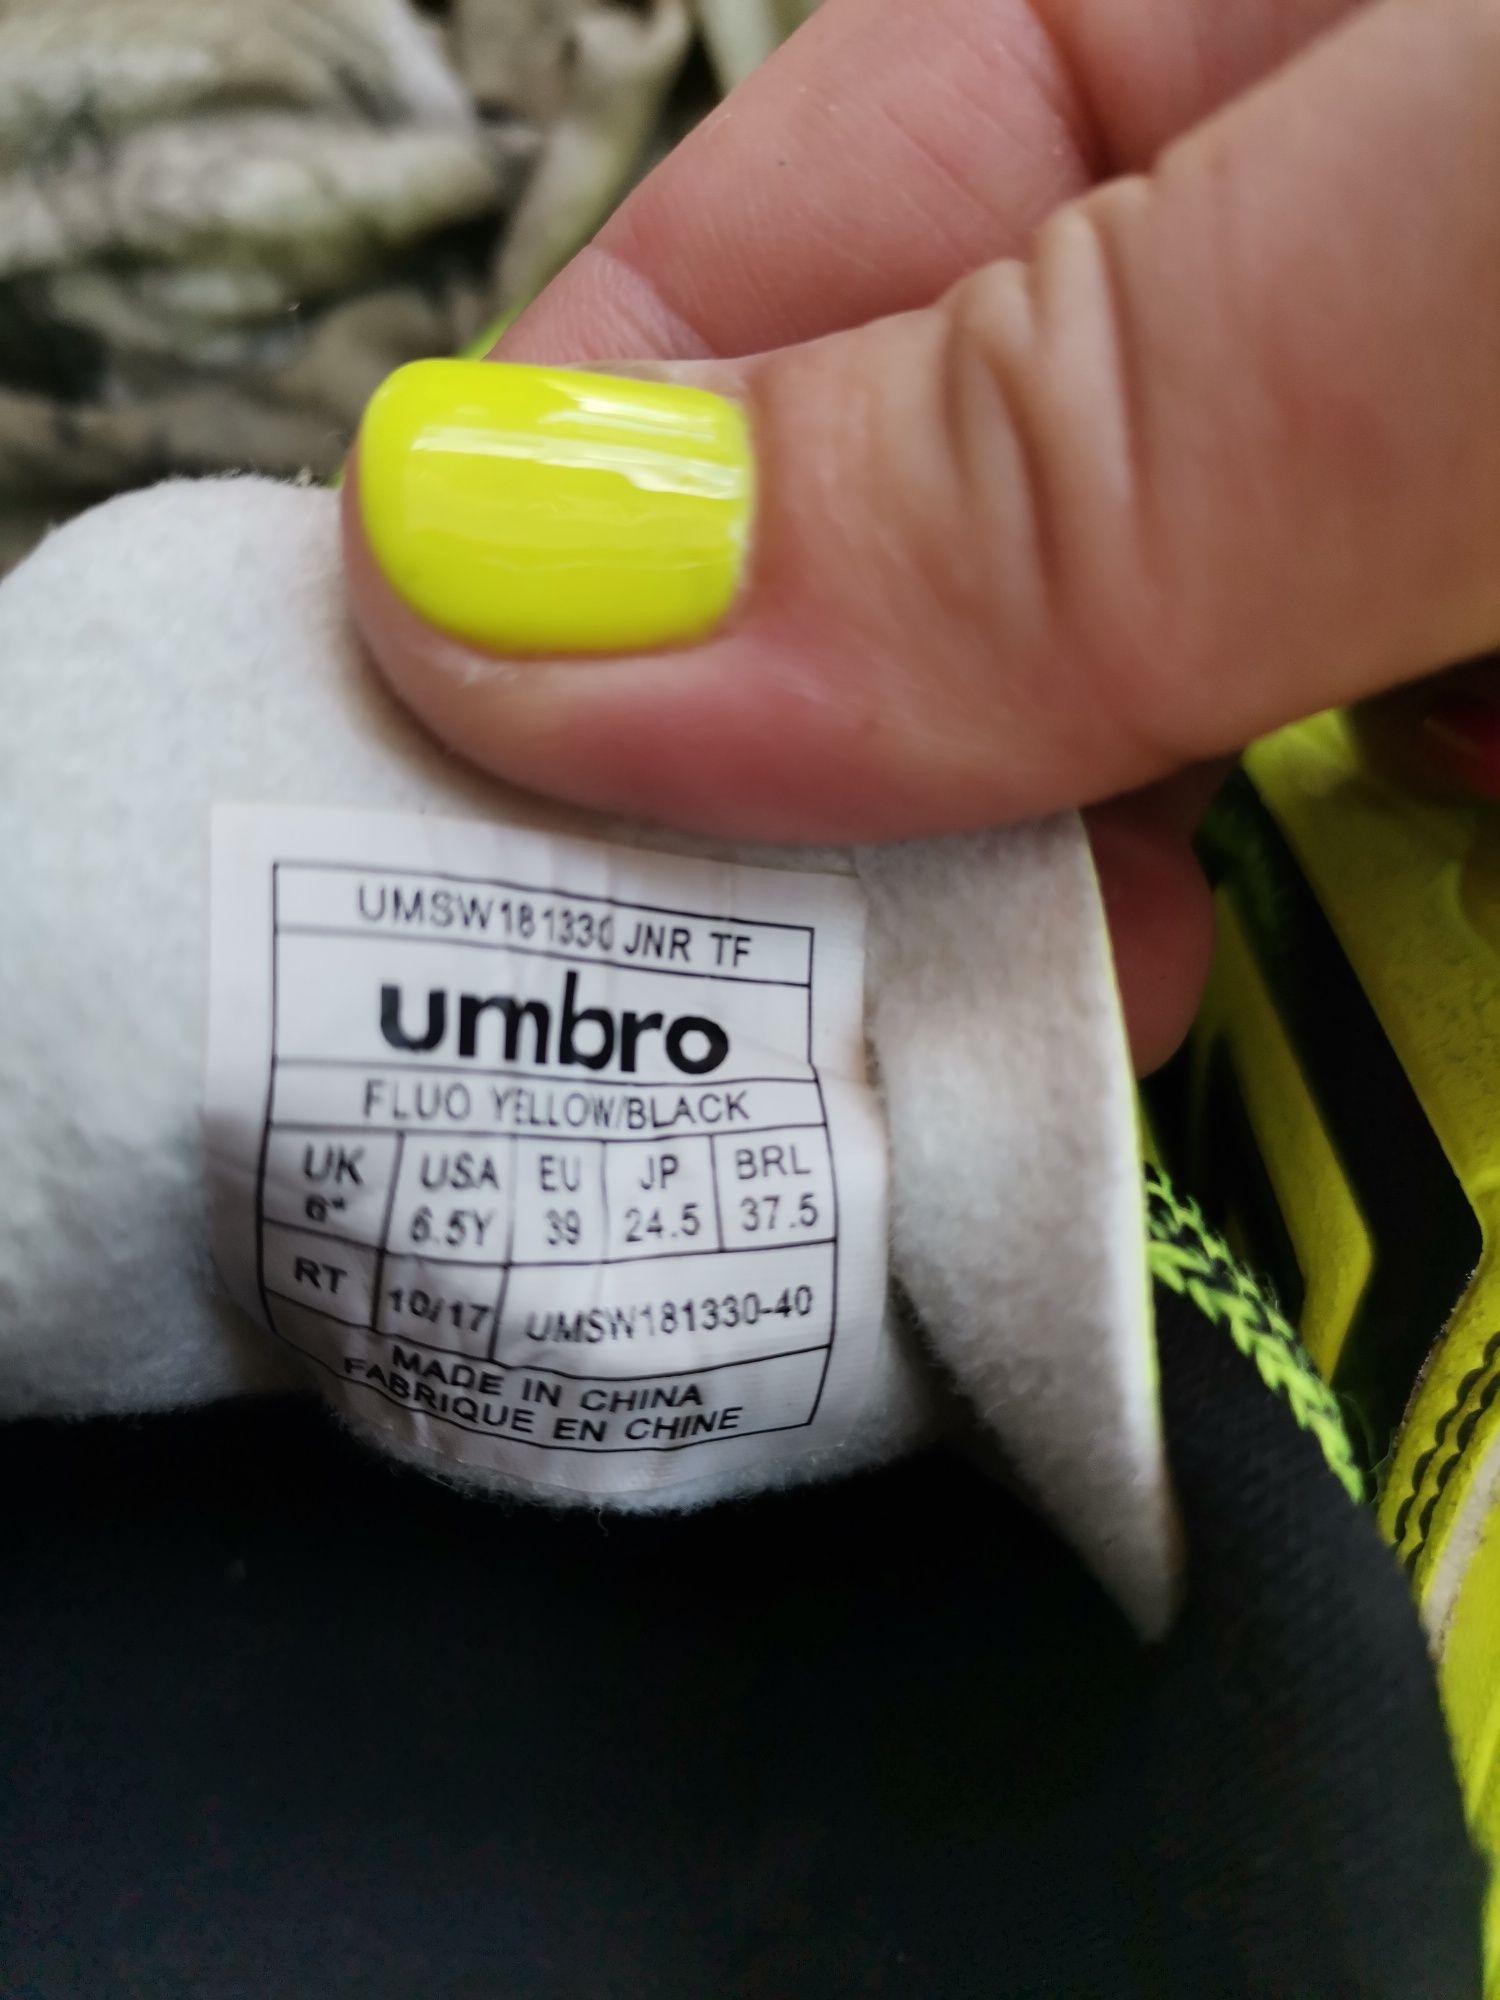 UMSW181330 JNR TF
umbro
FLUO YELLOW/BLACK
UK USA EU JP BRL
6* 6.5Y 39 24.5 37.5
RT 10/17 UMSW181330-40
MADE IN CHINA
FABRIQUE EN CHINE